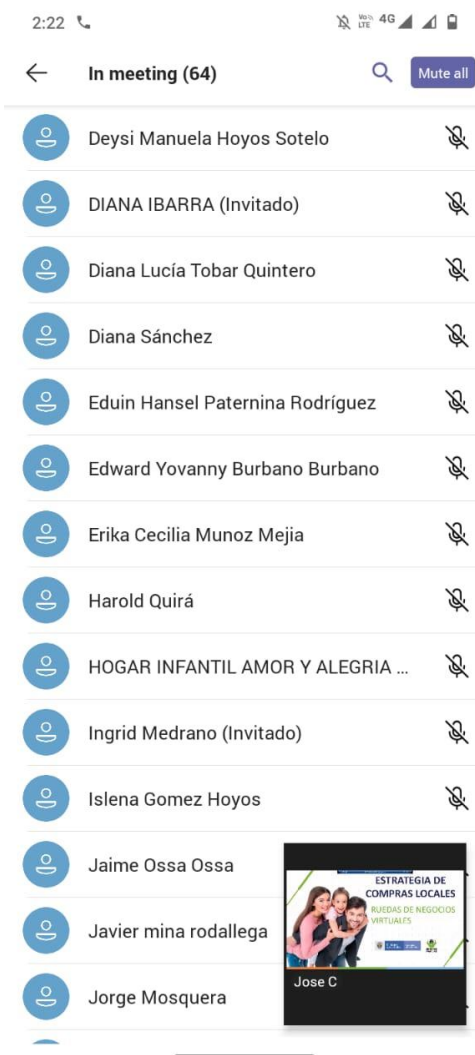 2:22
Vo LTE 4G
In meeting (64)
Mute all
Deysi Manuela Hoyos Sotelo
DIANA IBARRA (Invitado)
Diana Lucía Tobar Quintero
Diana Sánchez
Eduin Hansel Paternina Rodríguez
Edward Yovanny Burbano Burbano
Erika Cecilia Munoz Mejia
Harold Quirá
HOGAR INFANTIL AMOR Y ALEGRIA ...
Ingrid Medrano (Invitado)
Islena Gomez Hoyos
Jaime Ossa Ossa
ESTRATEGIA DE
COMPRAS LOCALES
RUEDAS DE NEGOCIOS
VIRTUALES
Javier mina rodallega
Jose C
Jorge Mosquera